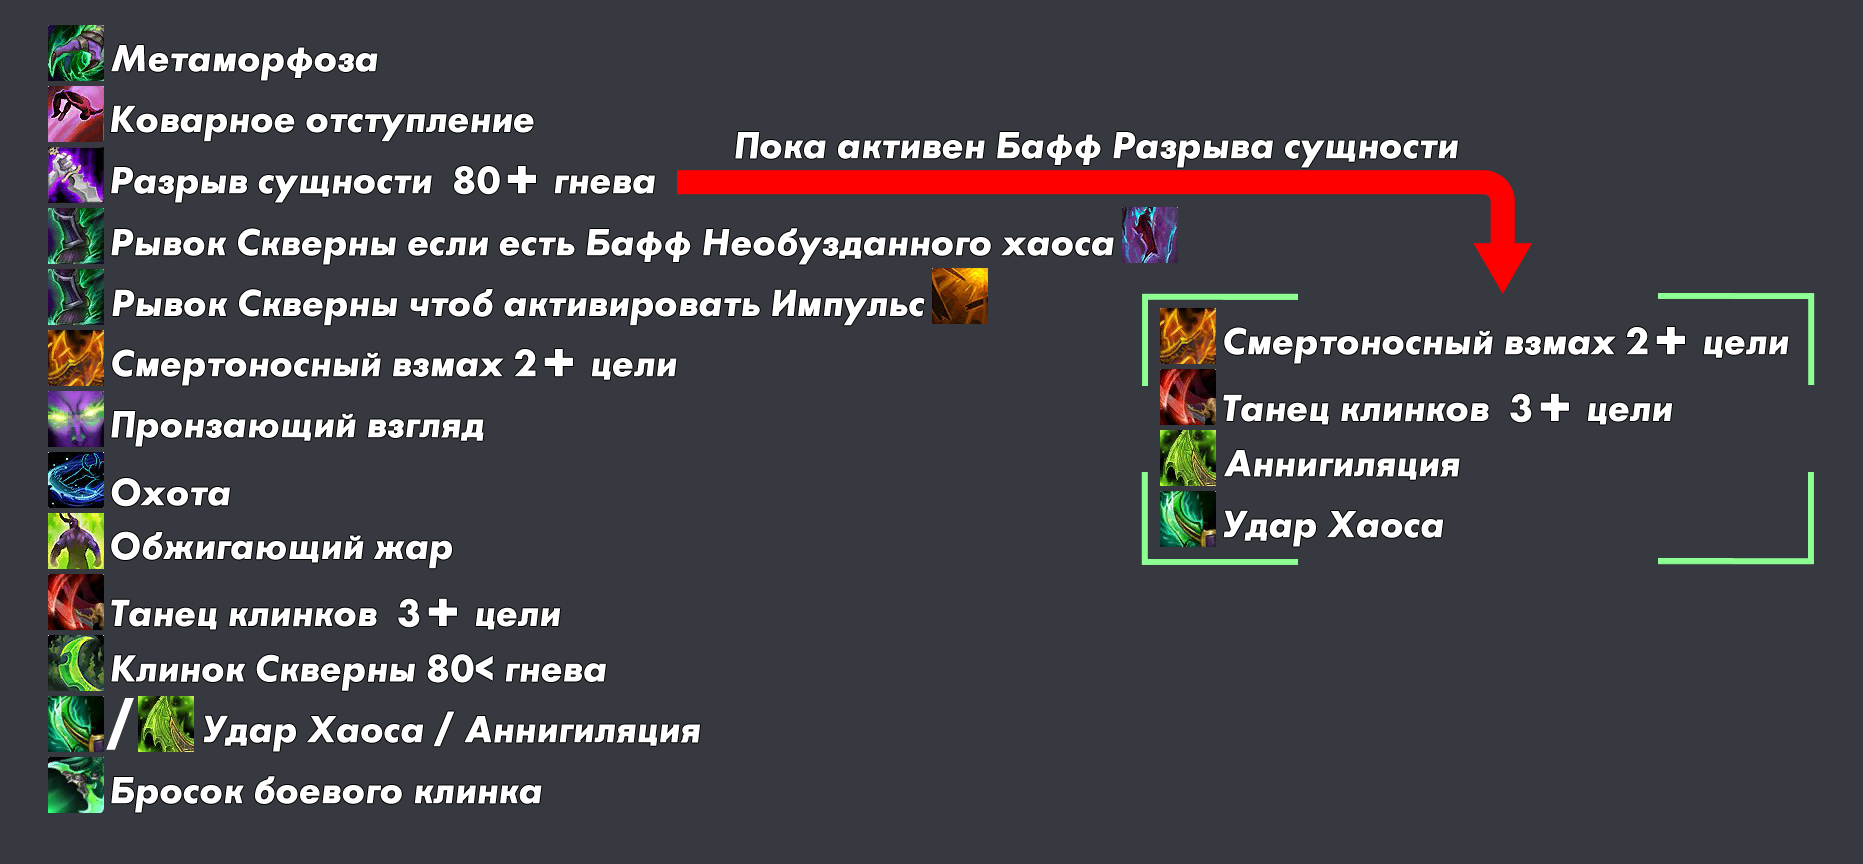 Метаморфоза
Коварное отступление
Разрыв сущности 80+ гнева
Рывок Скверны если есть Бафф Необузданного хаоса
Рывок Скверны чтоб активировать Импульс
Смертоносный взмах 2+ цели
Пронзающий взгляд
Охота
Обжигающий жар
Танец клинков 3+ цели
Клинок Скверны 80< гнева
/ Удар Хаоса / Аннигиляция
Бросок боевого клинка
Пока активен Бафф Разрыва сущности
Смертоносный взмах 2+ цели
Танец клинков 3+ цели
Аннигиляция
Удар Хаоса